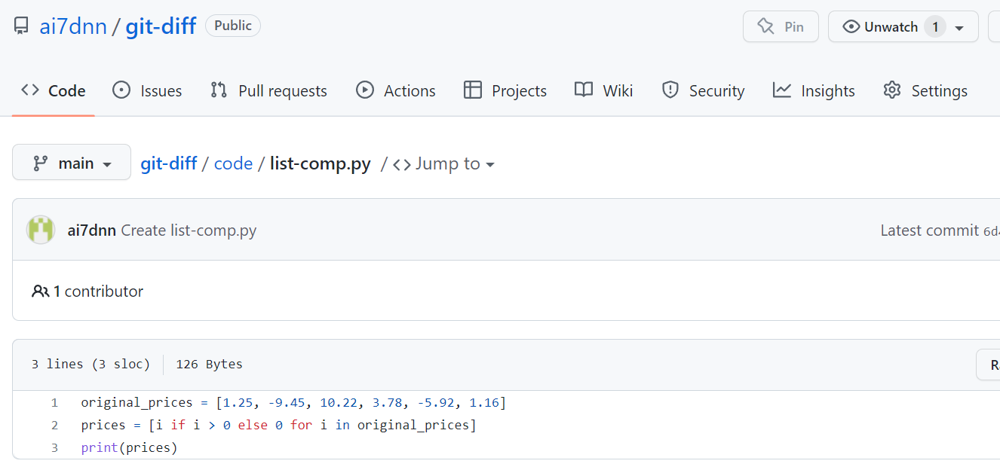 ai7dnn / git-diff Public Pin Unwatch 1
Code Issues Pull requests Actions Projects Wiki Security Insights Settings
main git-diff / code / list-comp.py / <> Jump to
ai7dnn Create list-comp.py Latest commit
1 contributor
3 lines (3 sloc) 126 Bytes
1 original_prices = [1.25, -9.45, 10.22, 3.78, -5.92, 1.16]
2 prices = [i if i > 0 else 0 for i in original_prices]
3 print(prices)